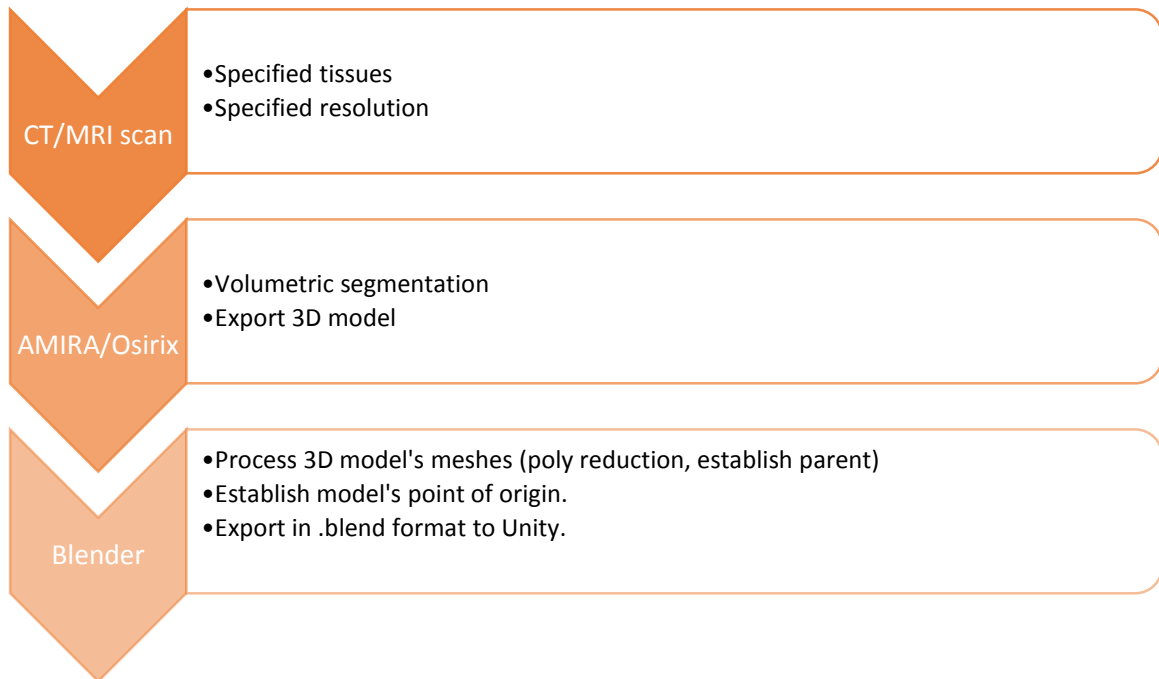 CT/MRI scan
•Specified tissues
•Specified resolution
AMIRA/Osirix
•Volumetric segmentation
•Export 3D model
Blender
•Process 3D model's meshes (poly reduction, establish parent)
•Establish model's point of origin.
•Export in .blend format to Unity.